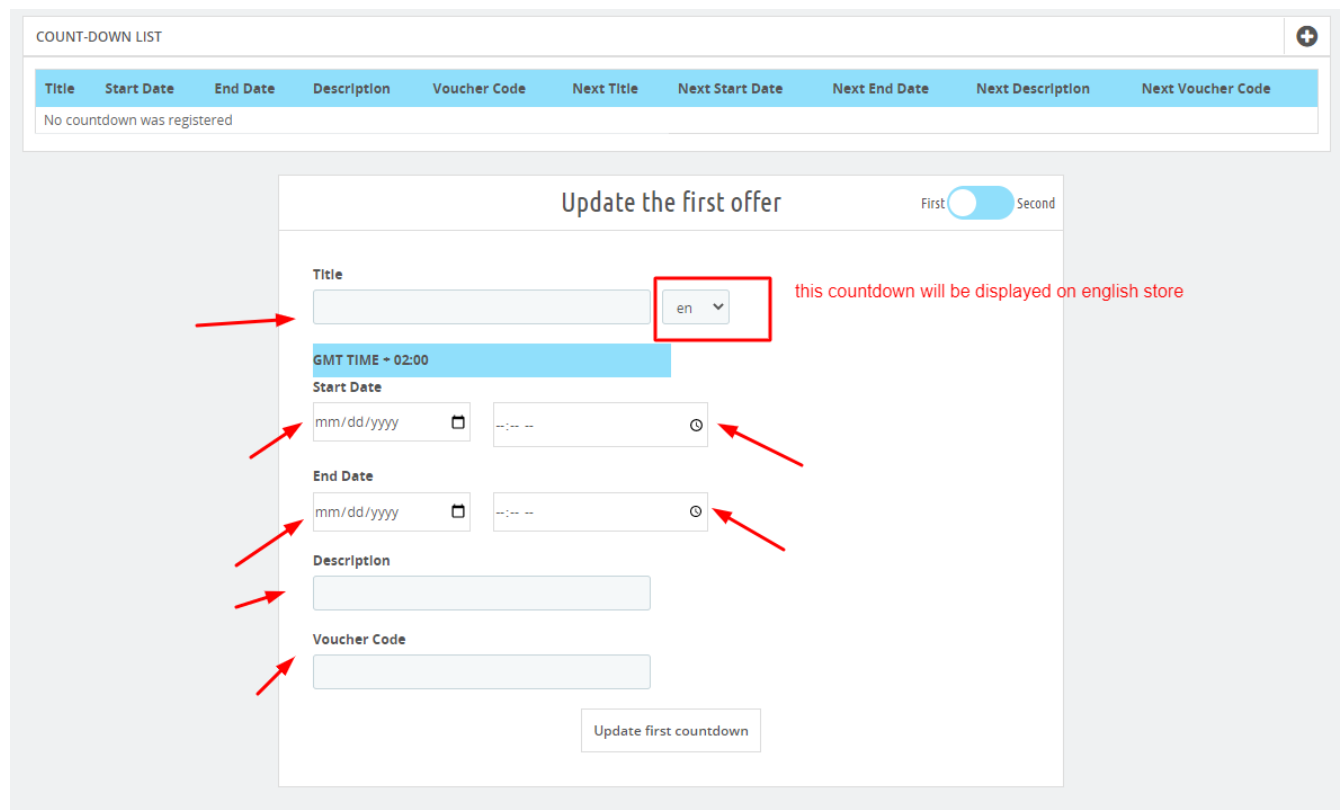 COUNT-DOWN LIST
Title Start Date End Date Description Voucher Code Next Title Next Start Date Next End Date Next Description Next Voucher Code
No countdown was registered
Update the first offer
First Second
Title
en
this countdown will be displayed on english store
GMT TIME + 02:00
Start Date
mm/dd/yyyy --:-- --
End Date
mm/dd/yyyy --:-- --
Description
Voucher Code
Update first countdown